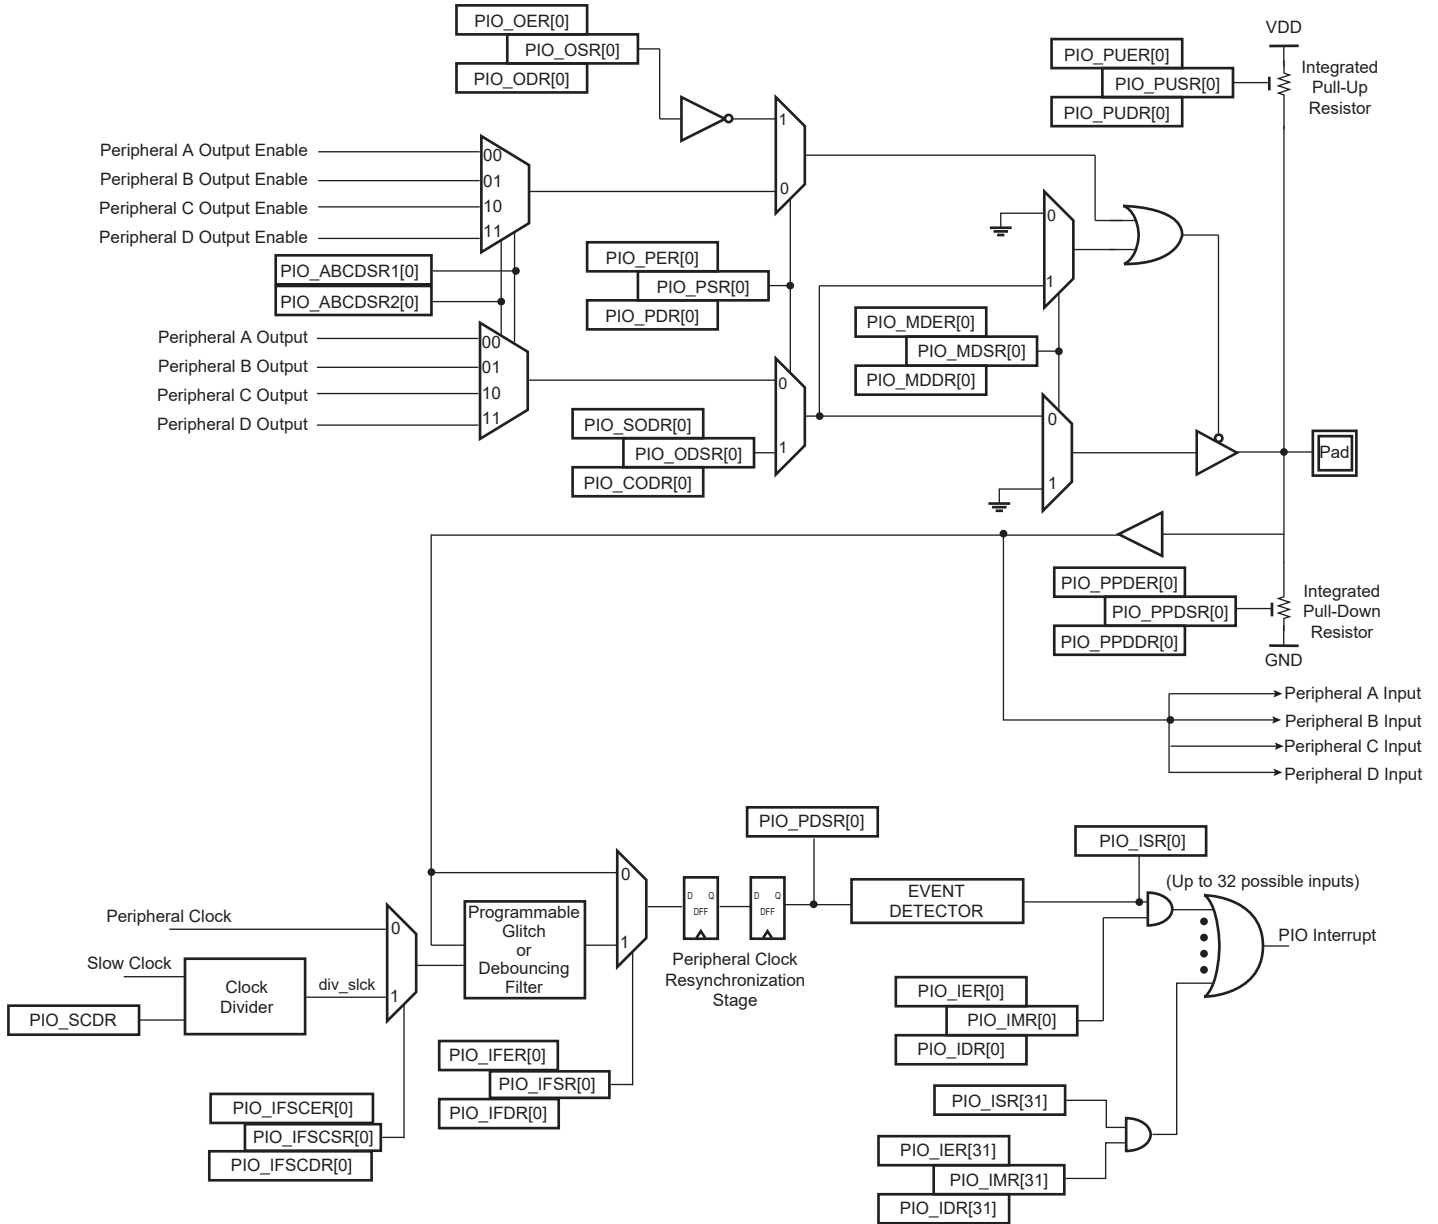 PIO_OER[0]
PIO_OSR[0]
PIO_ODR[0]
VDD
PIO_PUER[0]
PIO_PUSR[0]
PIO_PUDR[0]
Integrated
Pull-Up
Resistor
1
0
Peripheral A Output Enable
Peripheral B Output Enable
Peripheral C Output Enable
Peripheral D Output Enable
00
01
10
11
PIO_ABCDSR1[0]
PIO_ABCDSR2[0]
PIO_PER[0]
PIO_PSR[0]
PIO_PDR[0]
0
1
PIO_MDER[0]
PIO_MDSR[0]
PIO_MDDR[0]
Peripheral A Output
Peripheral B Output
Peripheral C Output
Peripheral D Output
00
01
10
11
0
1
PIO_SODR[0]
PIO_ODSR[0]
PIO_CODR[0]
0
1
Pad
PIO_PPDER[0]
PIO_PPDSR[0]
PIO_PPDDR[0]
Integrated
Pull-Down
Resistor
GND
Peripheral A Input
Peripheral B Input
Peripheral C Input
Peripheral D Input
PIO_PDSR[0]
PIO_ISR[0]
(Up to 32 possible inputs)
EVENT
DETECTOR
PIO Interrupt
0
1
D Q
DFF
D Q
DFF
Peripheral Clock
Resynchronization
Stage
Programmable
Glitch
or
Debouncing
Filter
Peripheral Clock
0
1
Slow Clock
Clock
Divider
div_slck
PIO_SCDR
PIO_IER[0]
PIO_IMR[0]
PIO_IDR[0]
PIO_IFER[0]
PIO_IFSR[0]
PIO_IFDR[0]
PIO_IFSCER[0]
PIO_IFSCSR[0]
PIO_IFSCDR[0]
PIO_ISR[31]
PIO_IER[31]
PIO_IMR[31]
PIO_IDR[31]